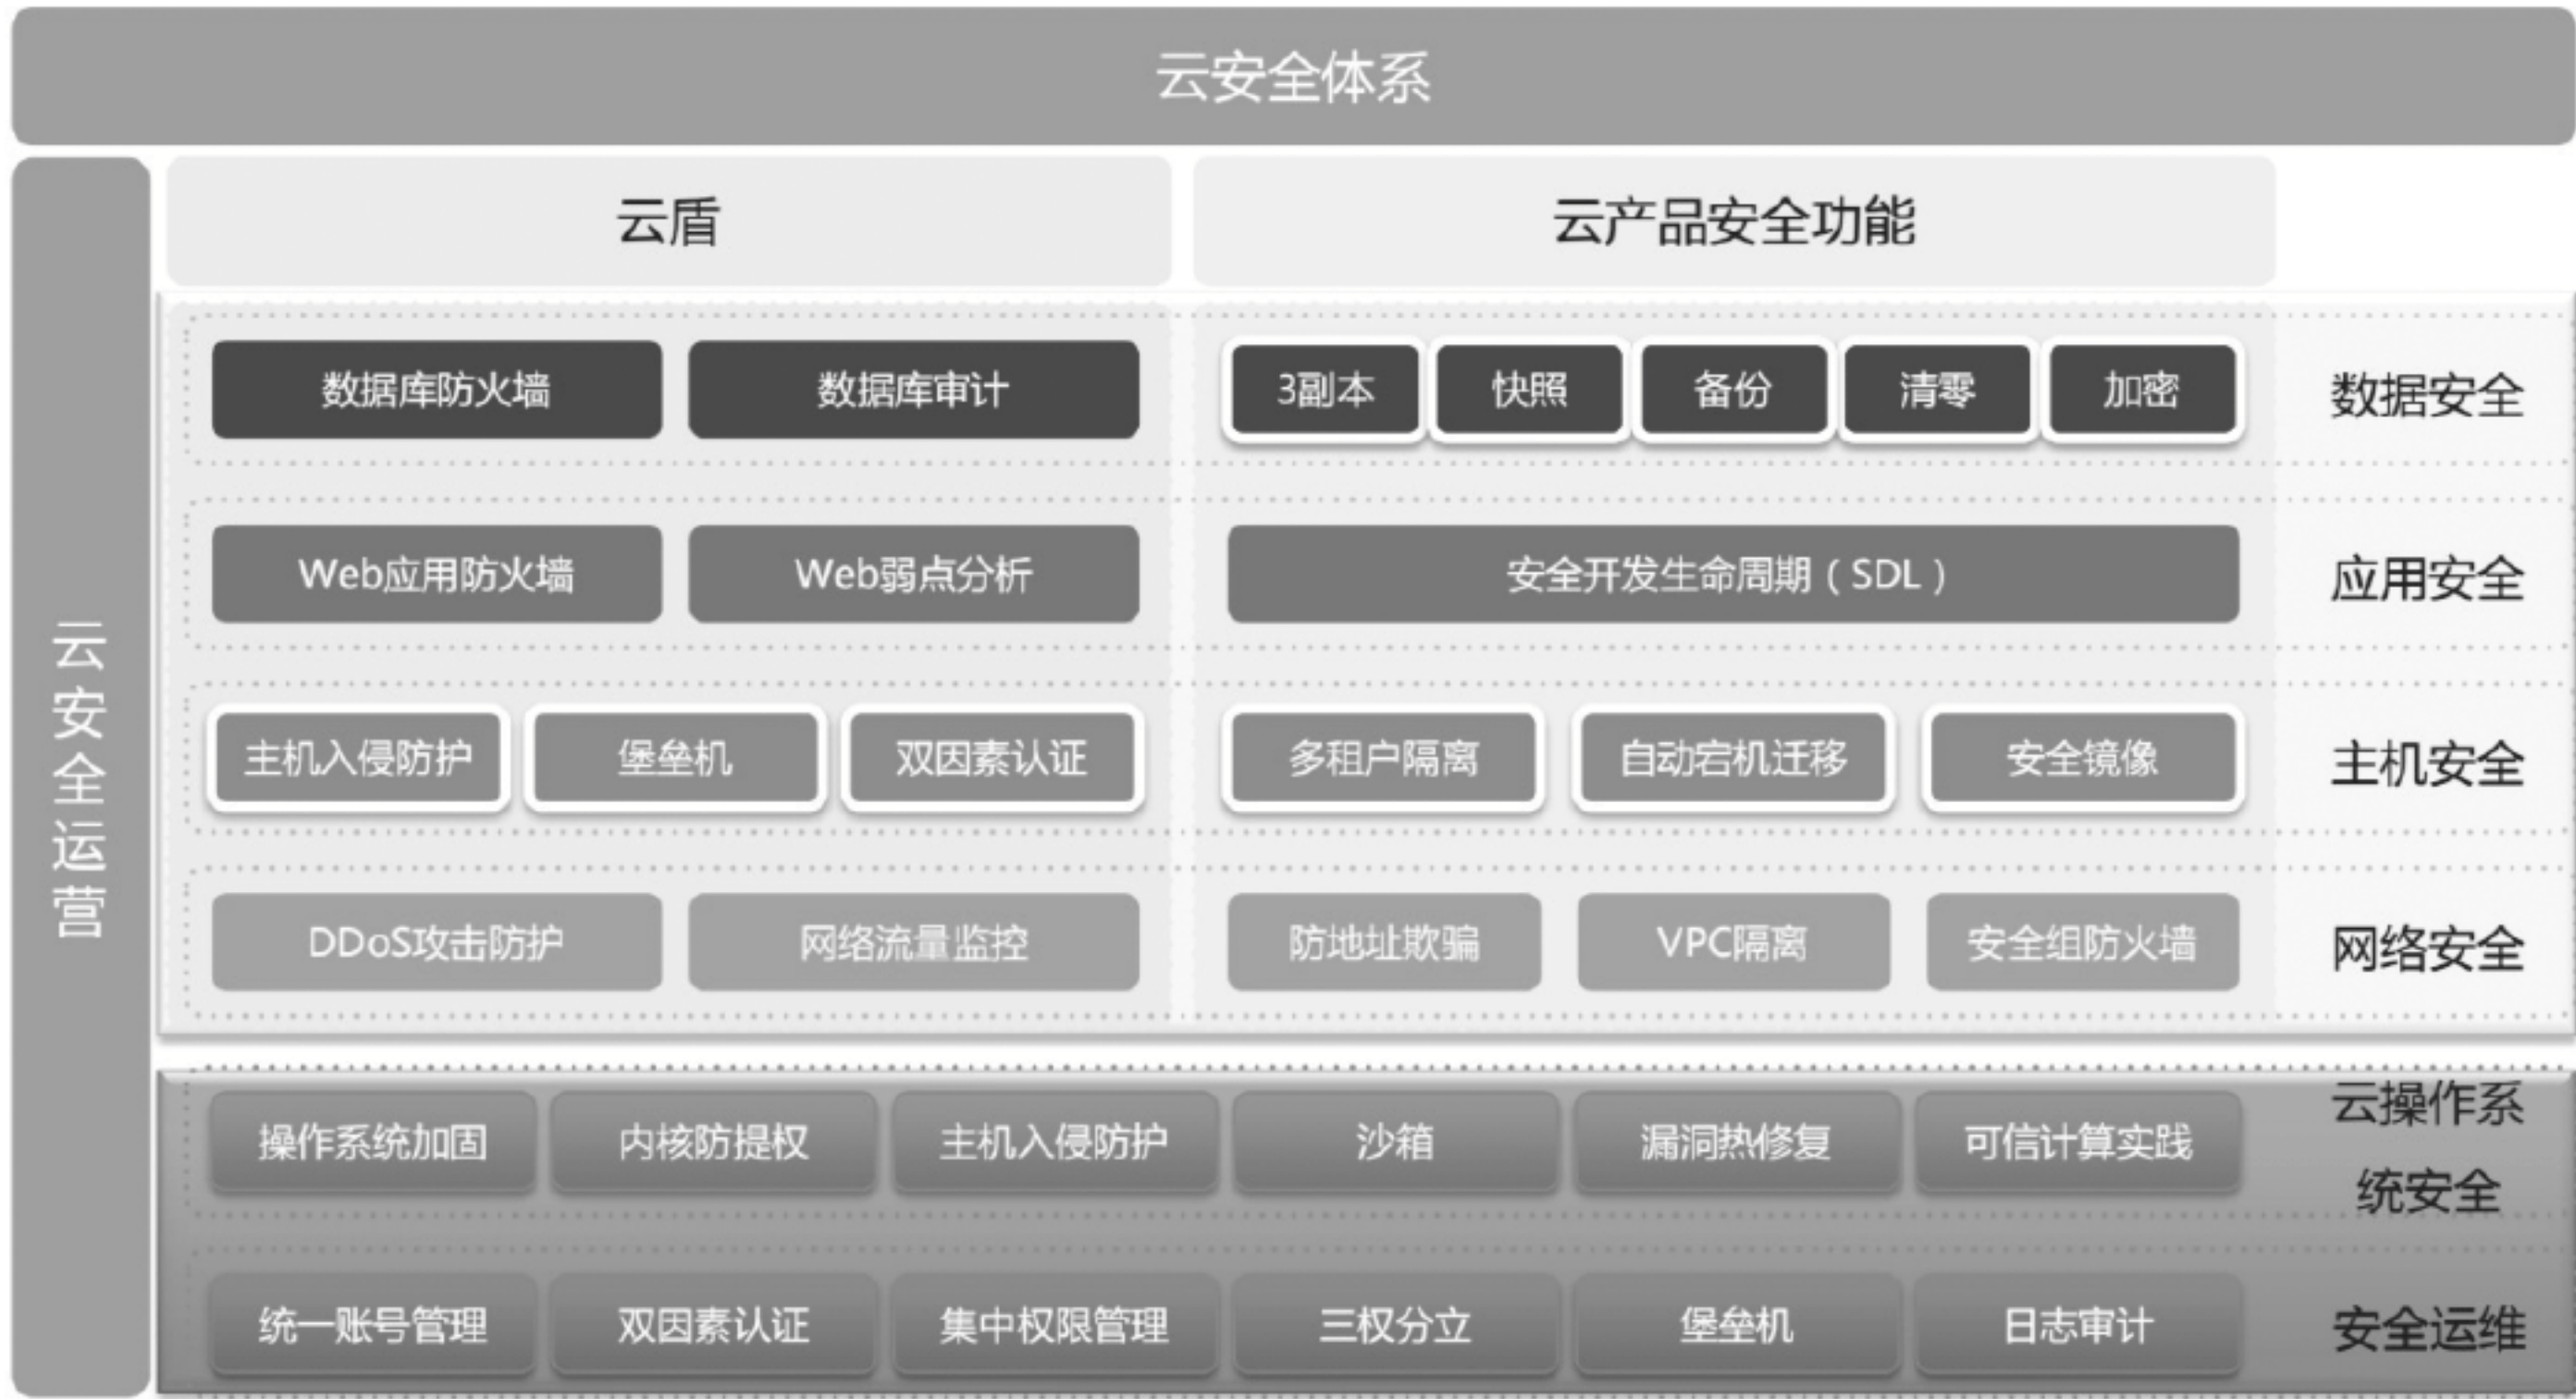 云安全体系
云安全运营
云盾
云产品安全功能
数据库防火墙
数据库审计
3副本
快照
备份
清零
加密
数据安全
Web应用防火墙
Web弱点分析
安全开发生命周期（SDL）
应用安全
主机入侵防护
堡垒机
双因素认证
多租户隔离
自动宕机迁移
安全镜像
主机安全
DDoS攻击防护
网络流量监控
防地址欺骗
VPC隔离
安全组防火墙
网络安全
操作系统加固
内核防提权
主机入侵防护
沙箱
漏洞热修复
可信计算实践
云操作系
统安全
统一账号管理
双因素认证
集中权限管理
三权分立
堡垒机
日志审计
安全运维